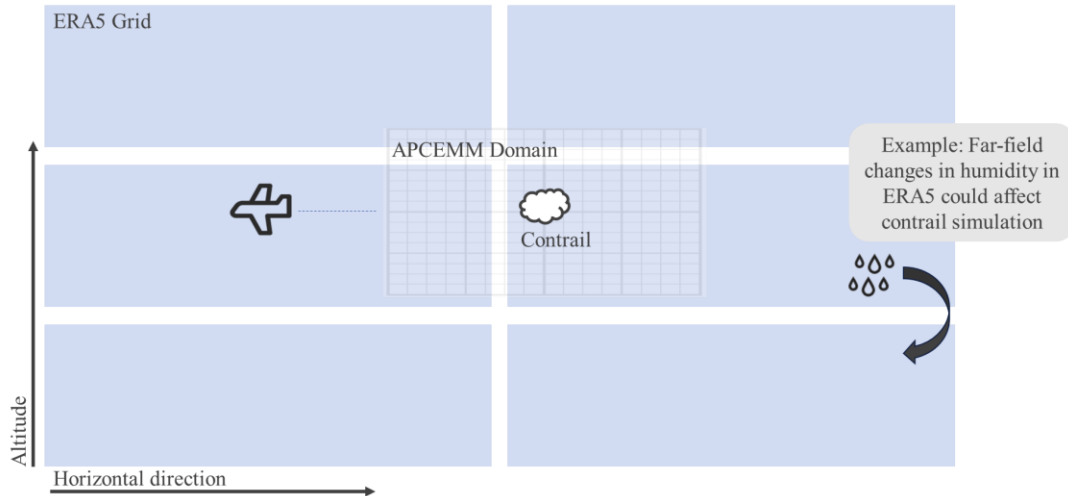 ERA5 Grid
APCEMM Domain
Example: Far-field
changes in humidity in
ERA5 could affect
contrail simulation
Contrail
Altitude
Horizontal direction